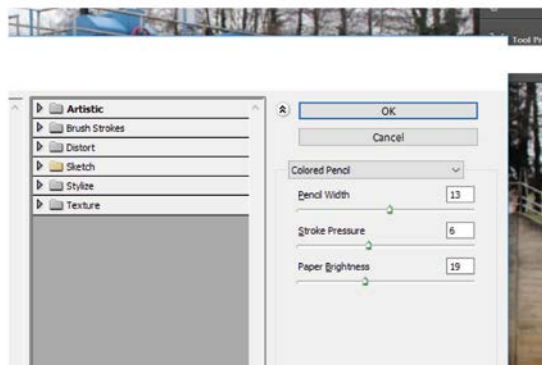 Tool Pr
Artistic
Brush Strokes
Distort
Sketch
Stylize
Texture
OK
Cancel
Colored Pencil
Pencil Width 13
Stroke Pressure 6
Paper Brightness 19